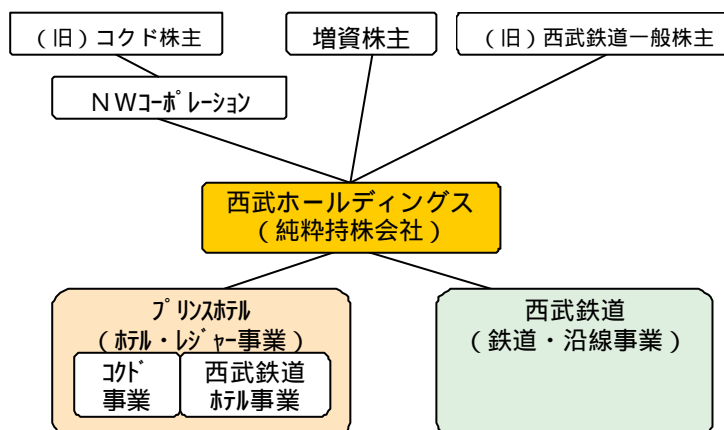 （旧）コクド株主
増資株主
（旧）西武鉄道一般株主
ＮＷｺｰﾎﾟﾚｰｼｮﾝ
西武ホールディングス
（純粋持株会社）
ﾌﾟﾘﾝｽﾎﾃﾙ
（ﾎﾃﾙ・ﾚｼﾞｬｰ事業）
ｺｸﾄﾞ
事業
西武鉄道
ﾎﾃﾙ事業
西武鉄道
（鉄道・沿線事業）